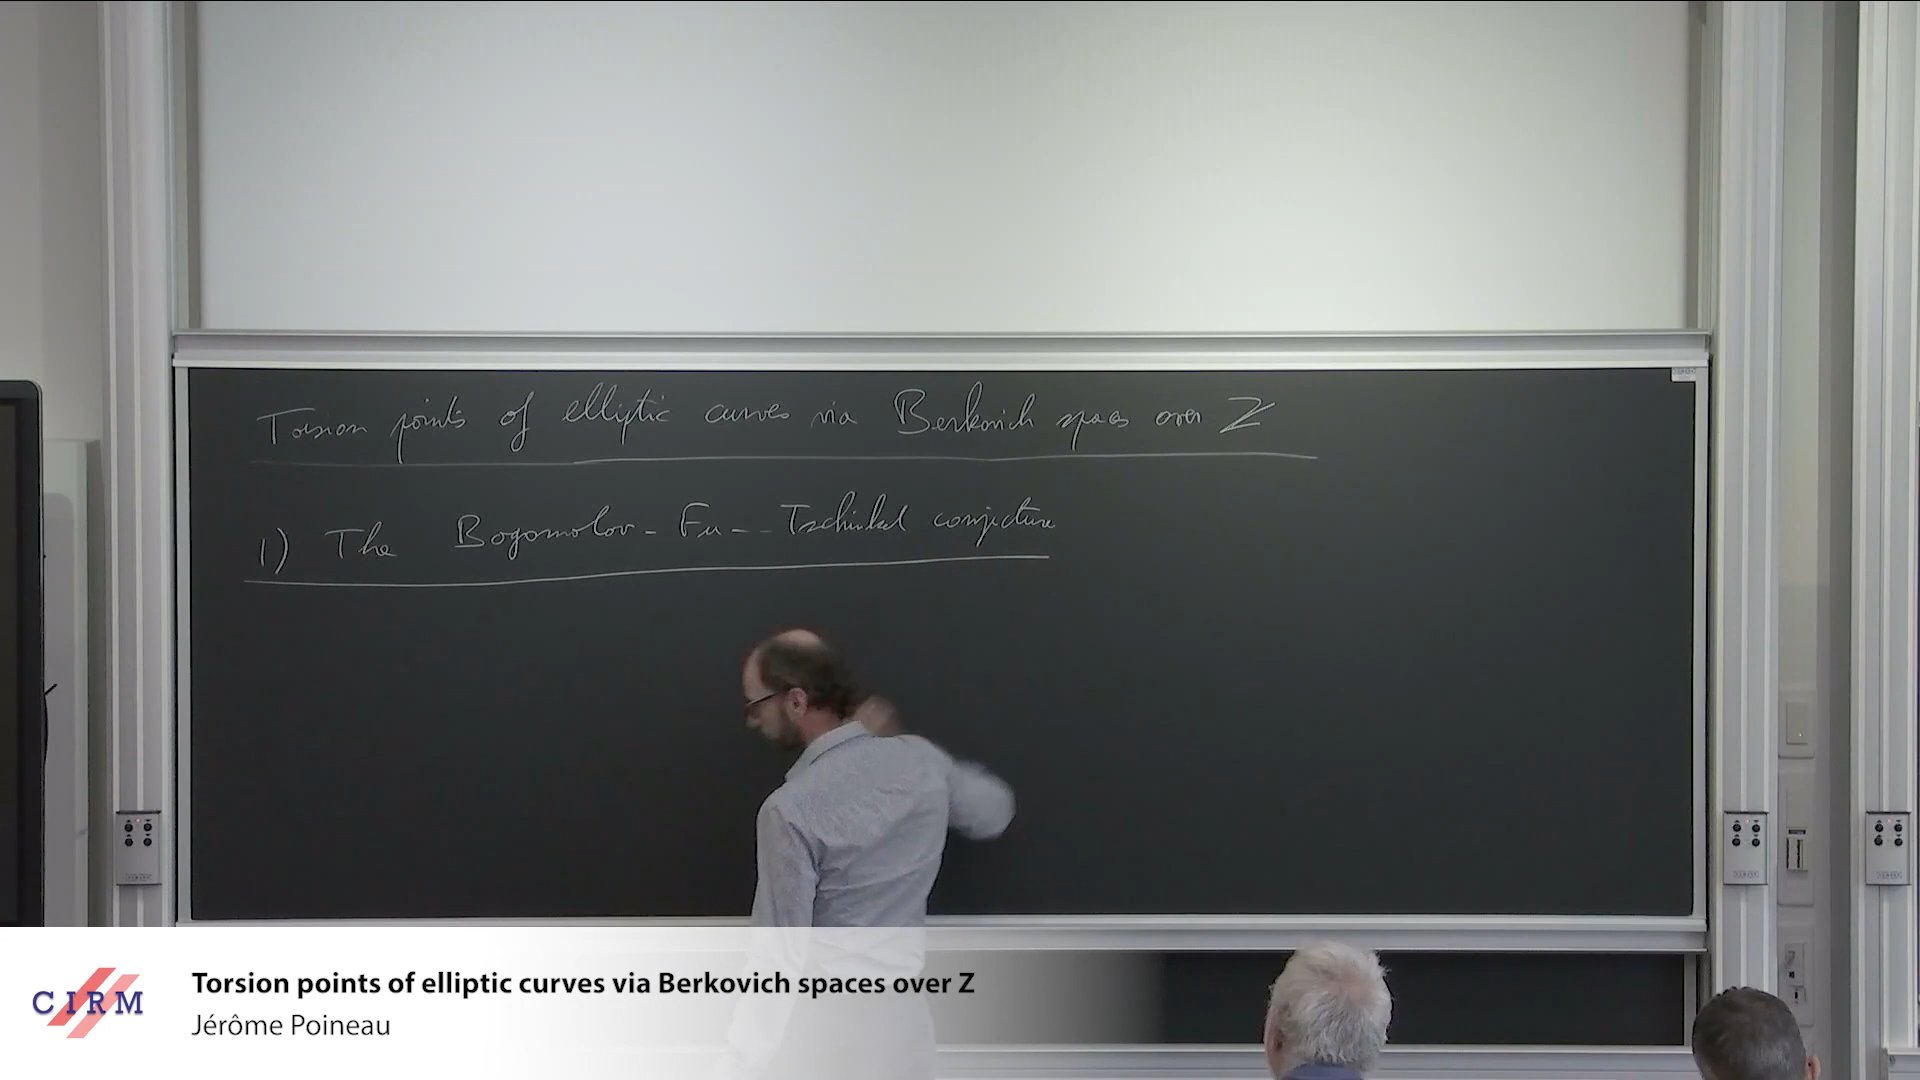 Torsion points of elliptic curves via Berkovich spaces over Z
1) The Bogomolov - Fu - Tschinkel conjecture
CIRM
Torsion points of elliptic curves via Berkovich spaces over Z
Jérôme Poineau